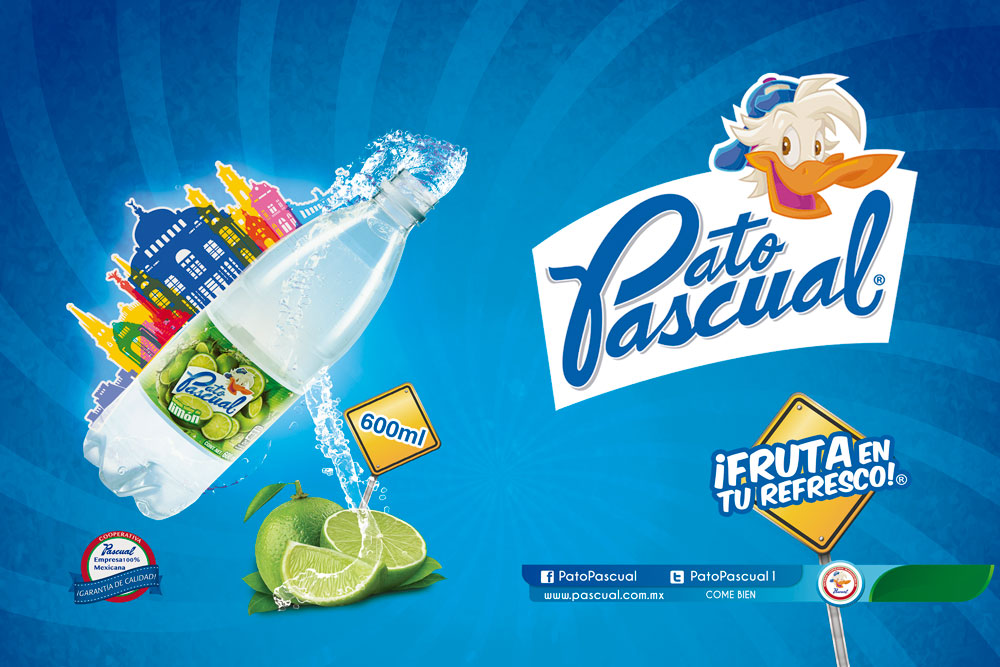 Pato
Pascual®
Pato
Pascual
limón
600ml
¡FRUTA EN
TU REFRESCO!®
COOPERATIVA
Pascual
Empresa 100%
Mexicana
¡GARANTÍA DE CALIDAD!
PatoPascual
PatoPascual1
www.pascual.com.mx
COME BIEN
Pascual